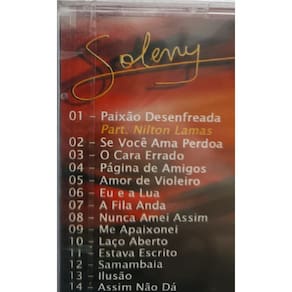 Soleny
01 – Paixão Desenfreada
Part. Nilton Lamas
02 – Se Você Ama Perdoa
03 – O Cara Errado
04 – Página de Amigos
05 – Amor de Violeiro
06 – Eu e a Lua
07 – A Fila Anda
08 – Nunca Amei Assim
09 – Me Apaixonei
10 – Laço Aberto
11 – Estava Escrito
12 – Samambaia
13 – Ilusão
14 – Assim Não Dá